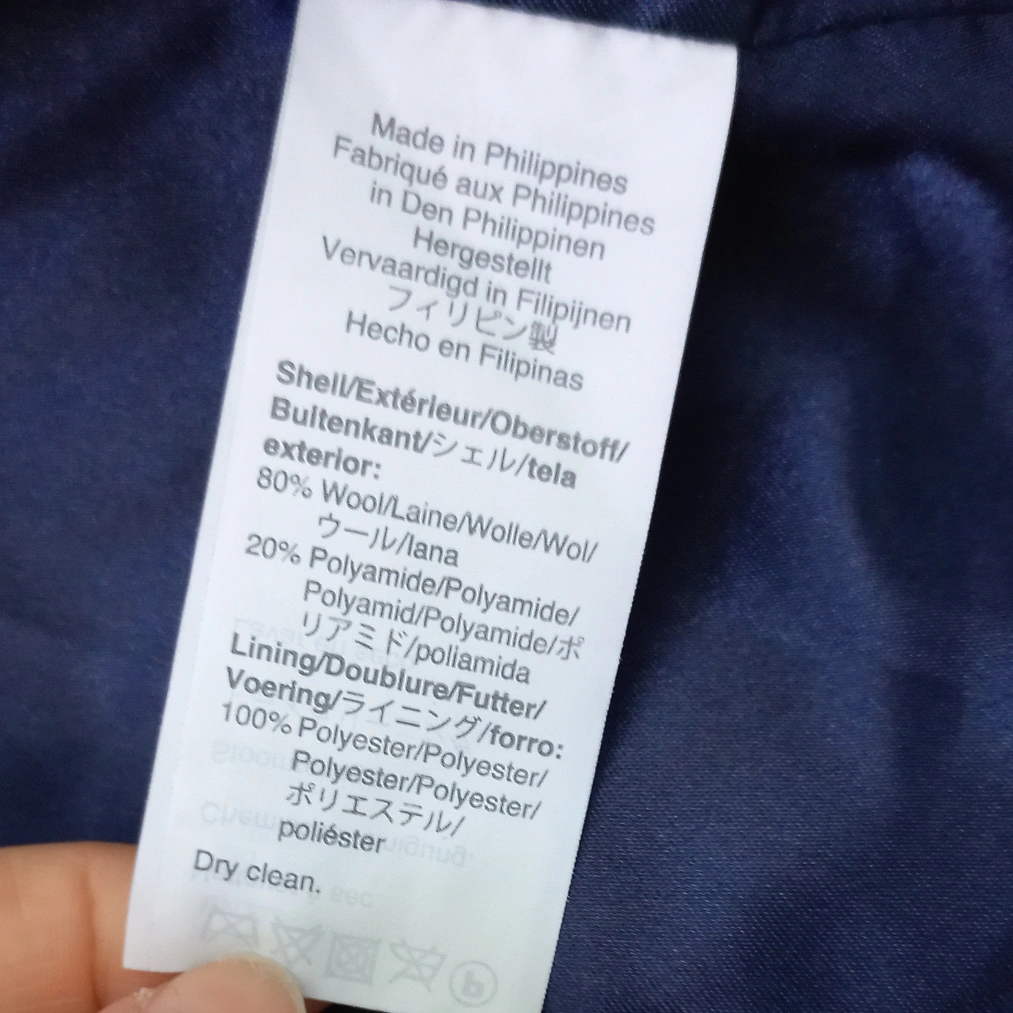 Made in Philippines
Fabriqué aux Philippines
in Den Philippinen
Hergestellt
Vervaardigd in Filipijnen
フィリピン製
Hecho en Filipinas
Shell/Extérieur/Oberstoff/
Buitenkant/シェル/tela
exterior:
80% Wool/Laine/Wolle/Wol/
ウール/lana
20% Polyamide/Polyamide/
Polyamid/Polyamide/ポ
リアミド/poliamida
Lining/Doublure/Futter/
Voering/ライニング/forro:
100% Polyester/Polyester/
Polyester/Polyester/
ポリエステル/
poliéster
Dry clean.